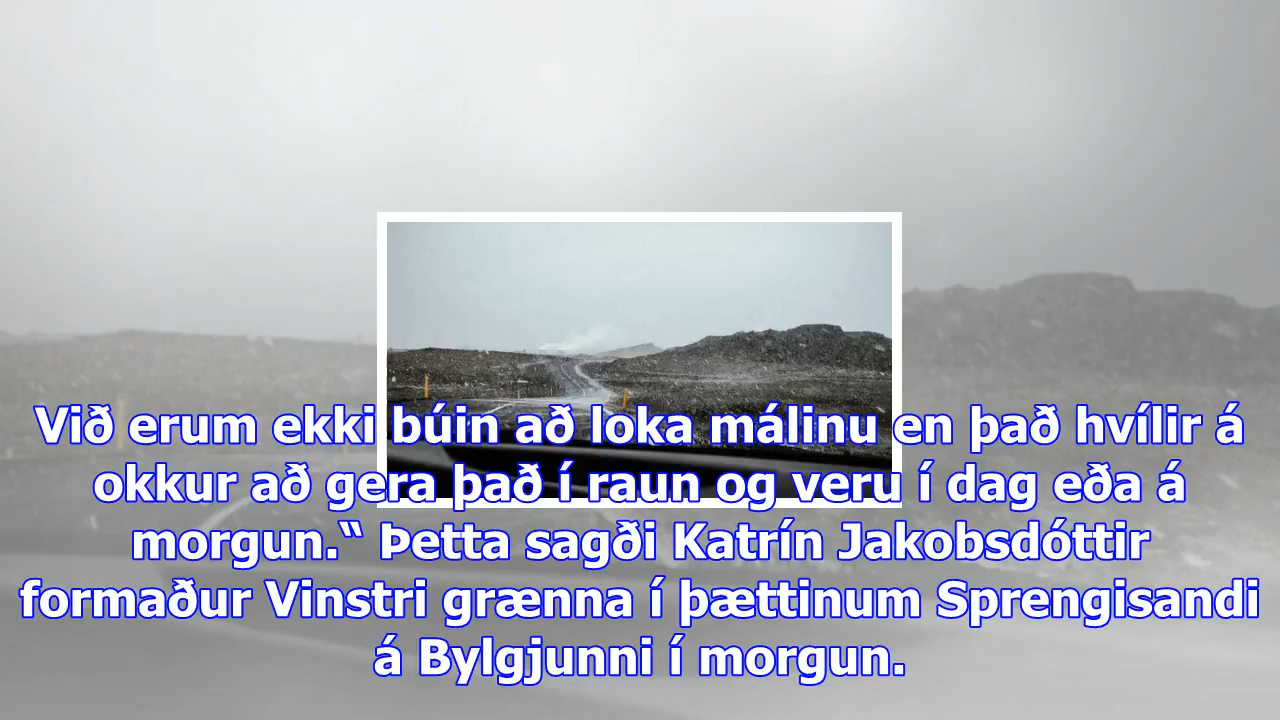 Við erum ekki búin að loka málinu en það hvílir á
okkur að gera það í raun og veru í dag eða á
morgun.“ Þetta sagði Katrín Jakobsdóttir
formaður Vinstri grænna í þættinum Sprengisandi
á Bylgjunni í morgun.